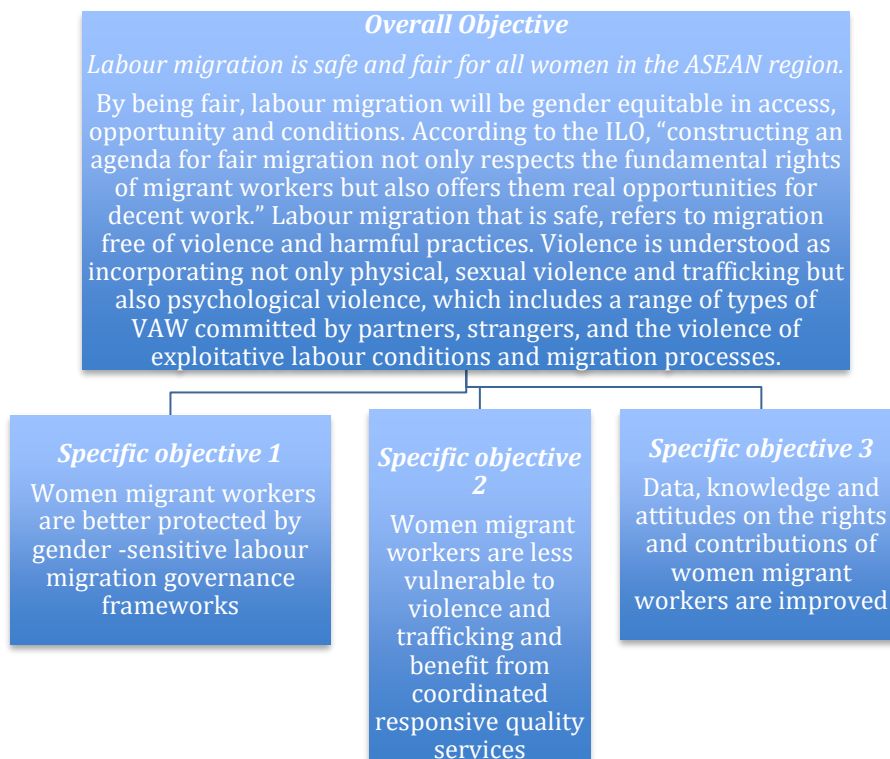 Overall Objective
Labour migration is safe and fair for all women in the ASEAN region.
By being fair, labour migration will be gender equitable in access,
opportunity and conditions. According to the ILO, “constructing an
agenda for fair migration not only respects the fundamental rights
of migrant workers but also offers them real opportunities for
decent work.” Labour migration that is safe, refers to migration
free of violence and harmful practices. Violence is understood as
incorporating not only physical, sexual violence and trafficking but
also psychological violence, which includes a range of types of
VAW committed by partners, strangers, and the violence of
exploitative labour conditions and migration processes.
Specific objective 1
Women migrant workers
are better protected by
gender -sensitive labour
migration governance
frameworks
Specific objective
2
Women migrant
workers are less
vulnerable to
violence and
trafficking and
benefit from
coordinated
responsive quality
services
Specific objective 3
Data, knowledge and
attitudes on the rights
and contributions of
women migrant
workers are improved